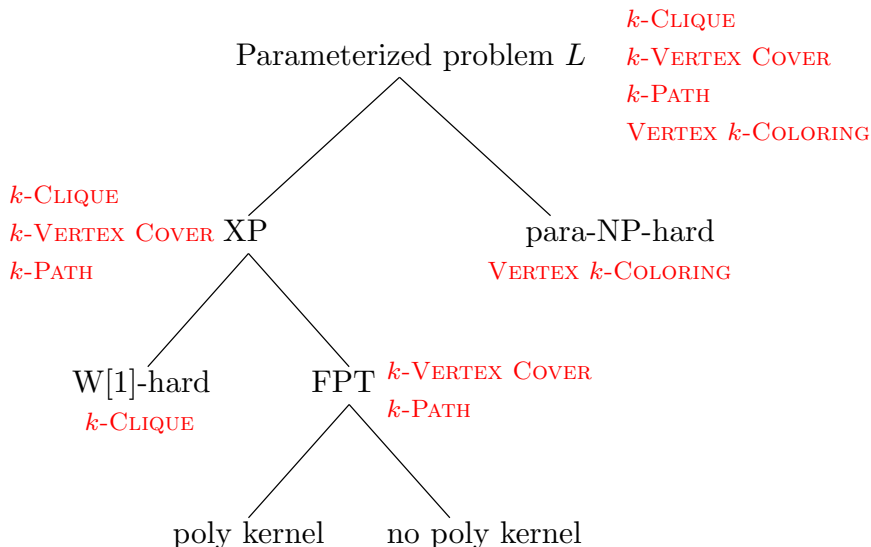 k-Clique
Parameterized problem L
k-Vertex Cover
k-Path
Vertex k-Coloring
k-Clique
k-Vertex Cover
XP
k-Path
para-NP-hard
Vertex k-Coloring
W[1]-hard
k-Clique
FPT
k-Vertex Cover
k-Path
poly kernel
no poly kernel